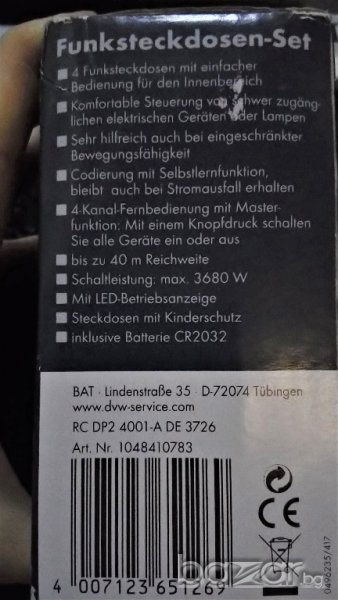 Funksteckdosen-Set
4 Funksteckdosen mit einfacher
Bedienung für den Innenbereich
Komfortable Steuerung von schwer zugäng-
lichen elektrischen Geräten oder Lampen
Sehr hilfreich auch bei eingeschränkter
Bewegungsfähigkeit
Codierung mit Selbstlernfunktion,
bleibt auch bei Stromausfall erhalten
4-Kanal-Fernbedienung mit Master-
funktion: Mit einem Knopfdruck schalten
Sie alle Geräte ein oder aus
bis zu 40 m Reichweite
Schaltleistung: max. 3680 W
Mit LED-Betriebsanzeige
Steckdosen mit Kinderschutz
inklusive Batterie CR2032
BAT · Lindenstraße 35 · D-72074 Tübingen
www.dvw-service.com
RC DP2 4001-A DE 3726
Art. Nr. 1048410783
CE
0496235/417
4 007123 651269
bazar.bg